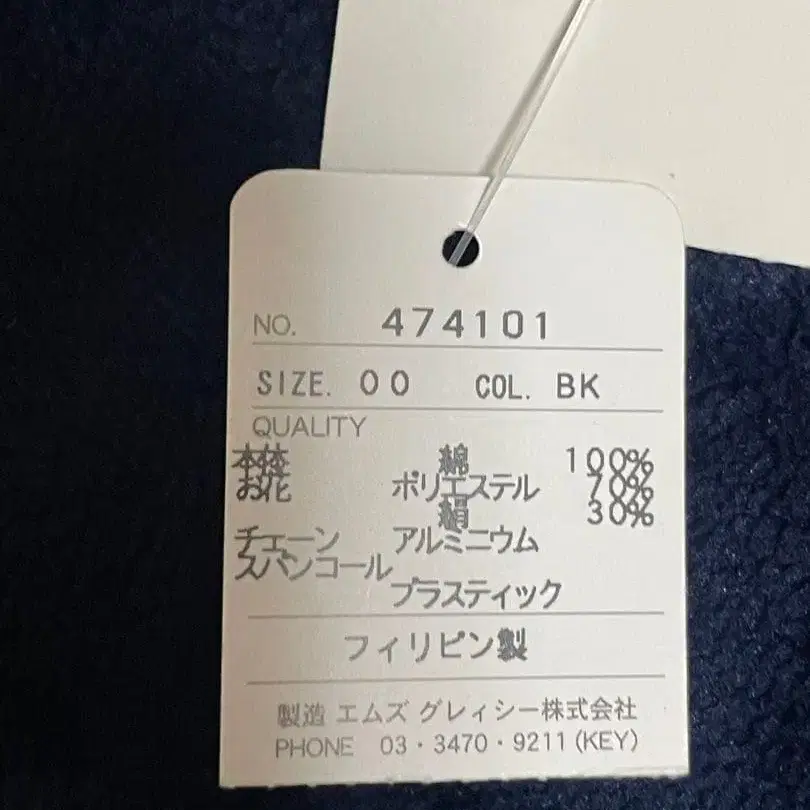 NO. 474101
SIZE. 00 COL. BK
QUALITY
本体 綿 100%
お花 ポリエステル 70%
絹 30%
チェーン アルミニウム
スパンコール
プラスティック
フィリピン製
製造 エムズ グレィシー株式会社
PHONE 03・3470・9211(KEY)